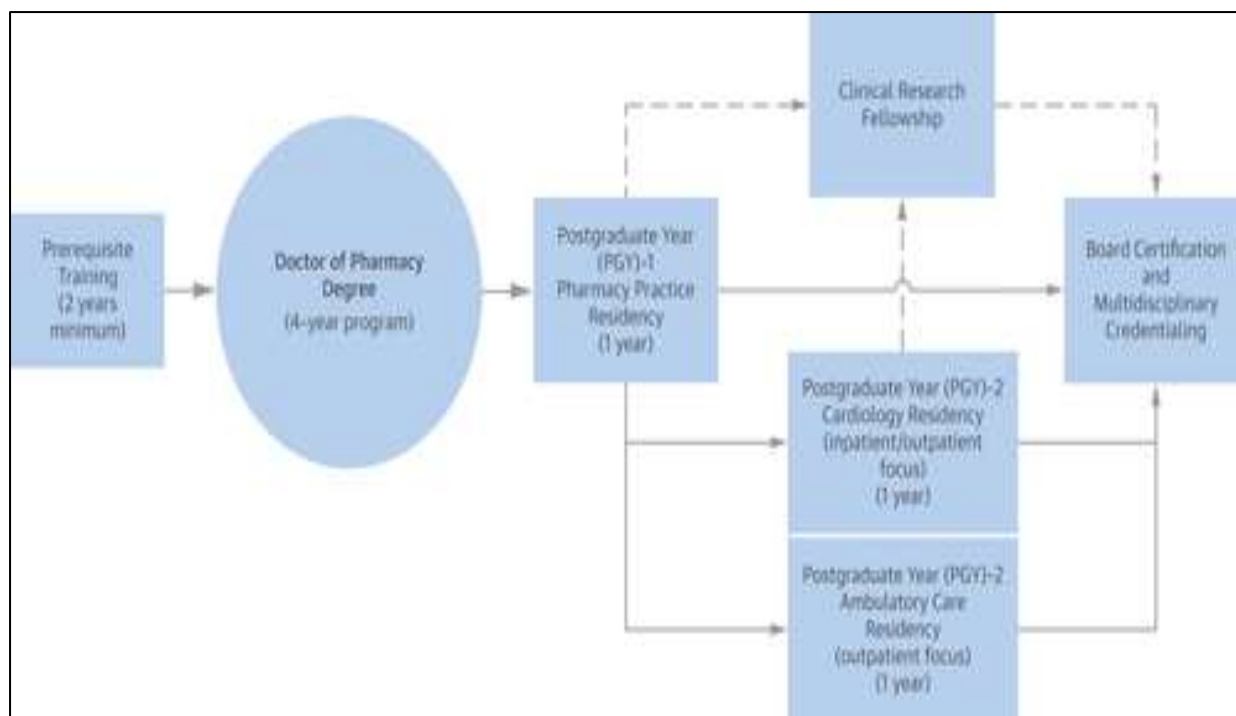 Prerequisite
Training
(2 years
minimum)
Doctor of Pharmacy
Degree
(4-year program)
Postgraduate Year
(PGY)-1
Pharmacy Practice
Residency
(1 year)
Clinical Research
Fellowship
Board Certification
and
Multidisciplinary
Credentialing
Postgraduate Year (PGY)-2
Cardiology Residency
(inpatient/outpatient
focus)
(1 year)
Postgraduate Year (PGY)-2
Ambulatory Care
Residency
(outpatient focus)
(1 year)